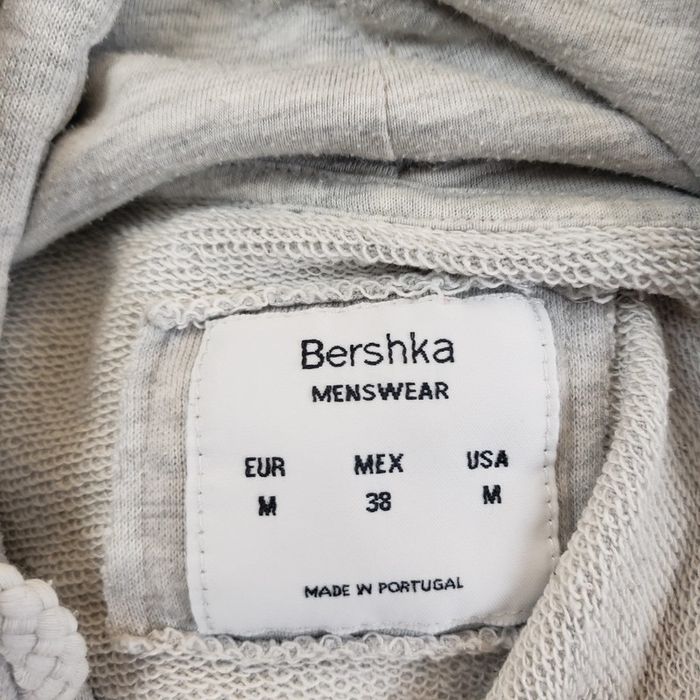 Bershka
MENSWEAR
EUR MEX USA
M 38 M
MADE IN PORTUGAL